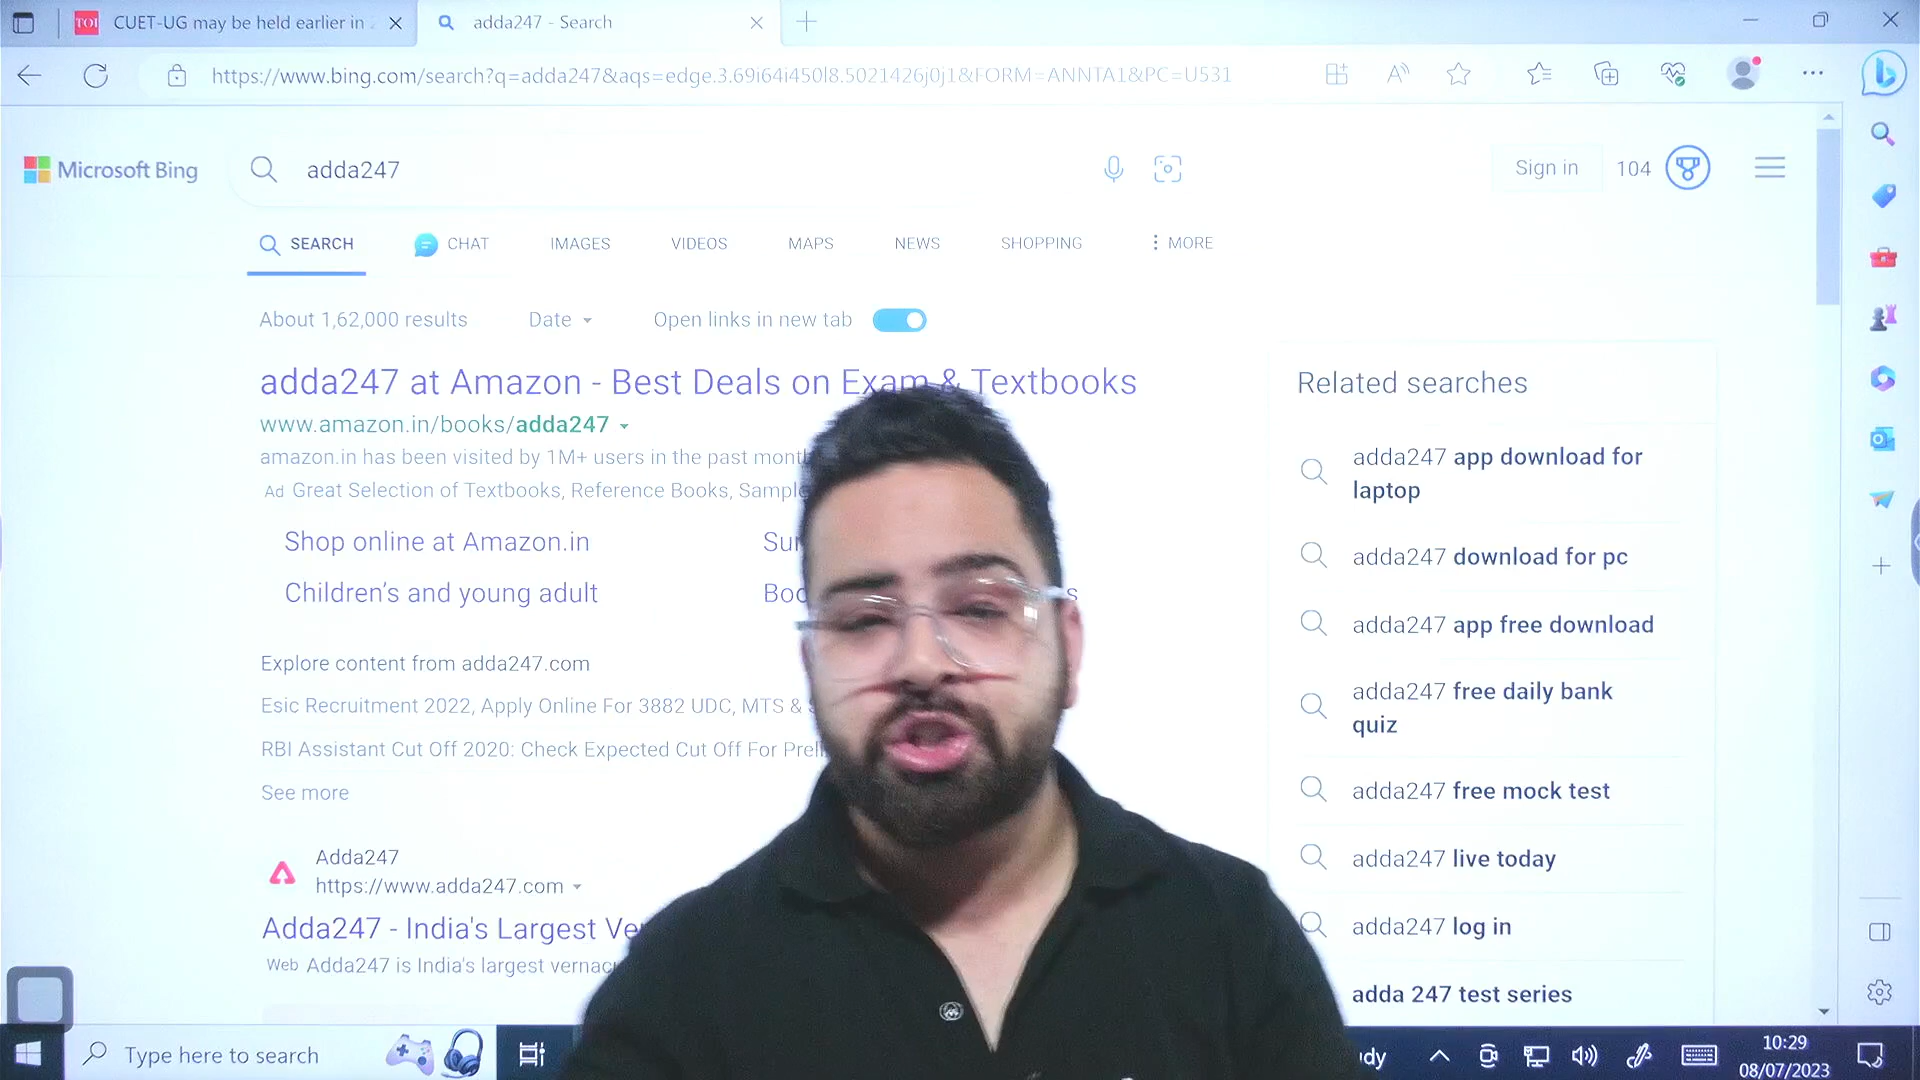 CUET-UG may be held earlier in
adda247 - Search
https://www.bing.com/search?q=adda247&aqs=edge.3.69i64i450l8.5021426j0j1&FORM=ANNTA1&PC=U531
Microsoft Bing
adda247
Sign in
104
SEARCH
CHAT
IMAGES
VIDEOS
MAPS
NEWS
SHOPPING
MORE
About 1,62,000 results
Date
Open links in new tab
adda247 at Amazon - Best Deals on Exam & Textbooks
www.amazon.in/books/adda247
amazon.in has been visited by 1M+ users in the past month
Ad Great Selection of Textbooks, Reference Books, Sample
Shop online at Amazon.in
Children's and young adult
Explore content from adda247.com
Esic Recruitment 2022, Apply Online For 3882 UDC, MTS &
RBI Assistant Cut Off 2020: Check Expected Cut Off For
See more
Adda247
https://www.adda247.com
Adda247 - India's Largest
Web Adda247 is India's largest
Related searches
adda247 app download for
laptop
adda247 download for pc
adda247 app free download
adda247 free daily bank
quiz
adda247 free mock test
adda247 live today
adda247 log in
adda 247 test series
Type here to search
10:29
08/07/2023